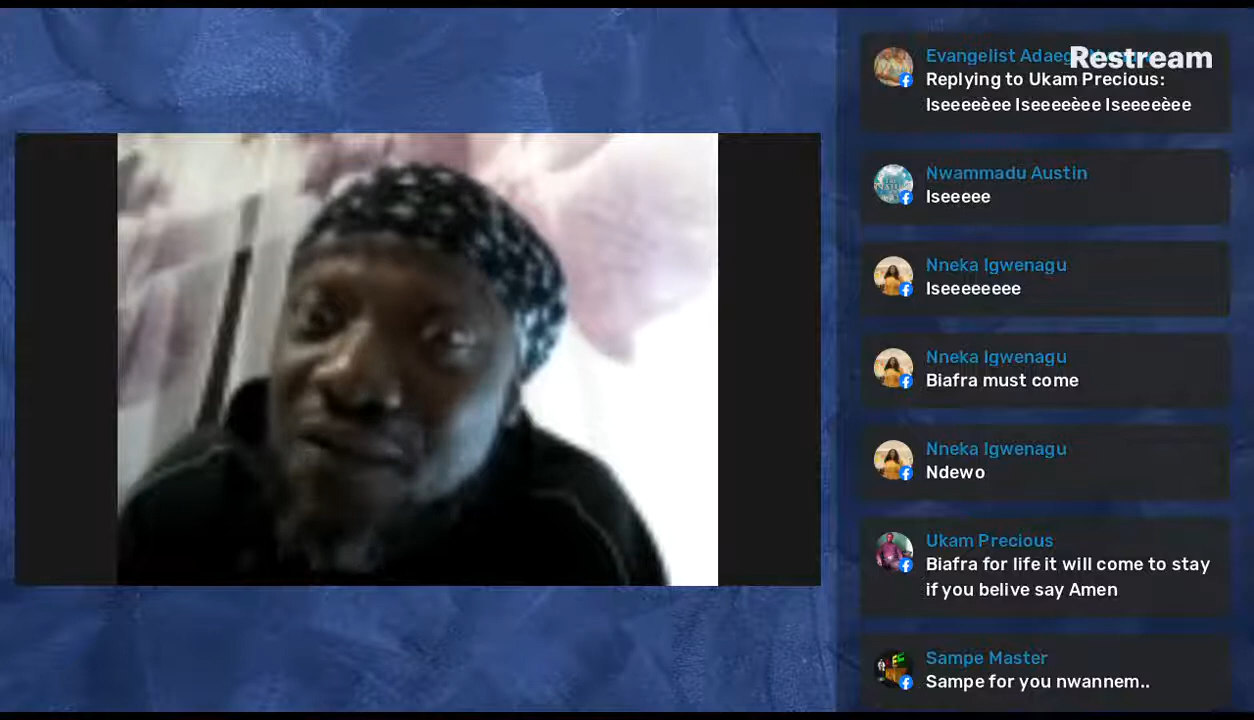 Evangelist Adaeg
Restream
Replying to Ukam Precious:
Iseeeeèee Iseeeeèee Iseeeeèee
Nwammadu Austin
Iseeeee
Nneka Igwenagu
Iseeeeeeee
Nneka Igwenagu
Biafra must come
Nneka Igwenagu
Ndewo
Ukam Precious
Biafra for life it will come to stay
if you belive say Amen
Sampe Master
Sampe for you nwannem..